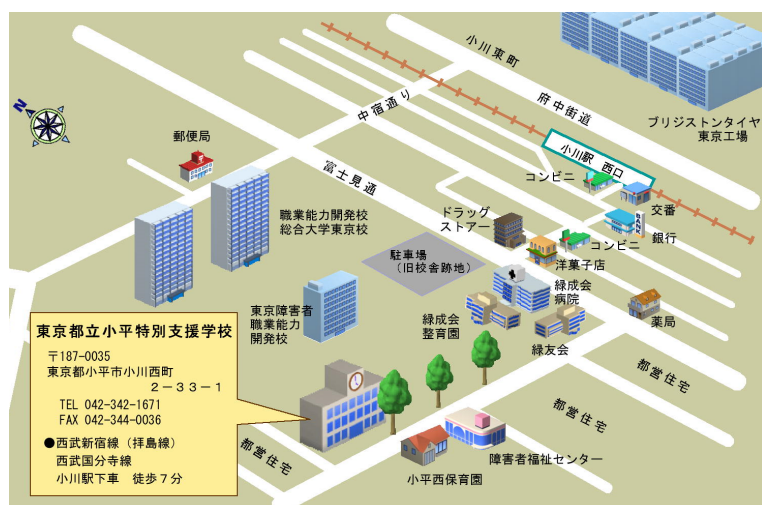 N
小川東町
中宿通り
府中街道
ブリジストンタイヤ
東京工場
郵便局
小川駅 西口
富士見通
コンビニ
職業能力開発校
総合大学東京校
ドラッグ
ストアー
交番
BANK
銀行
コンビニ
駐車場
(旧校舎跡地)
洋菓子店
緑成会
病院
東京障害者
職業能力
開発校
緑成会
整育園
薬局
緑友会
東京都立小平特別支援学校
〒187-0035
東京都小平市小川西町
2-33-1
TEL 042-342-1671
FAX 042-344-0036
●西武新宿線(拝島線)
西武国分寺線
小川駅下車 徒歩7分
都営住宅
都営住宅
都営住宅
障害者福祉センター
小平西保育園